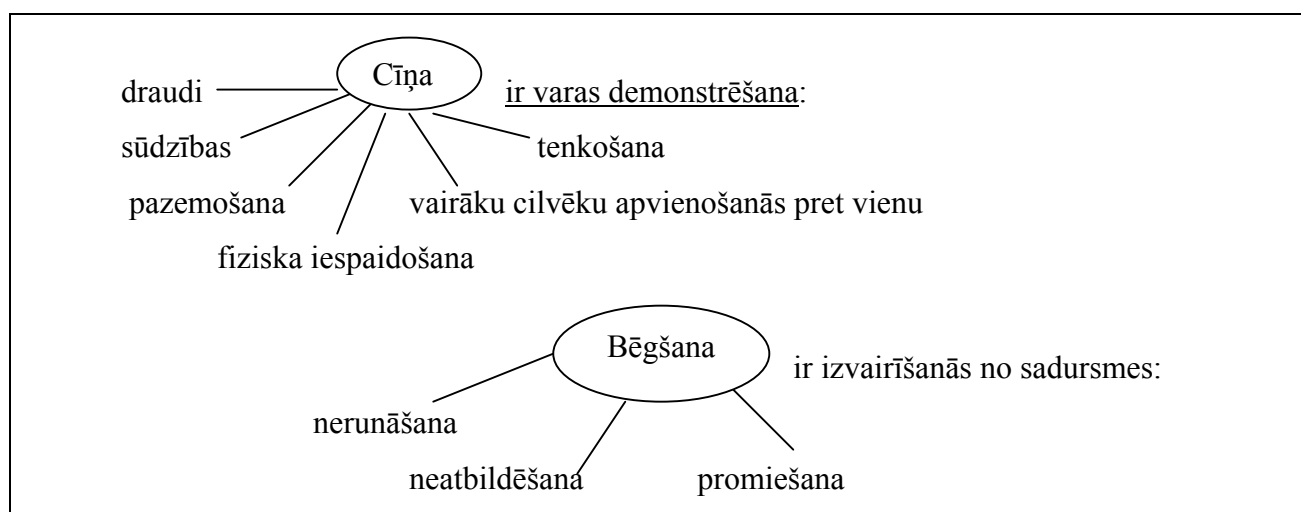 Cīņa
draudi
ir varas demonstrēšana:
sūdzības
tenkošana
pazemošana
vairāku cilvēku apvienošanās pret vienu
fiziska iespaidošana
Bēgšana
ir izvairīšanās no sadursmes:
nerunāšana
neatbildēšana
promiešana